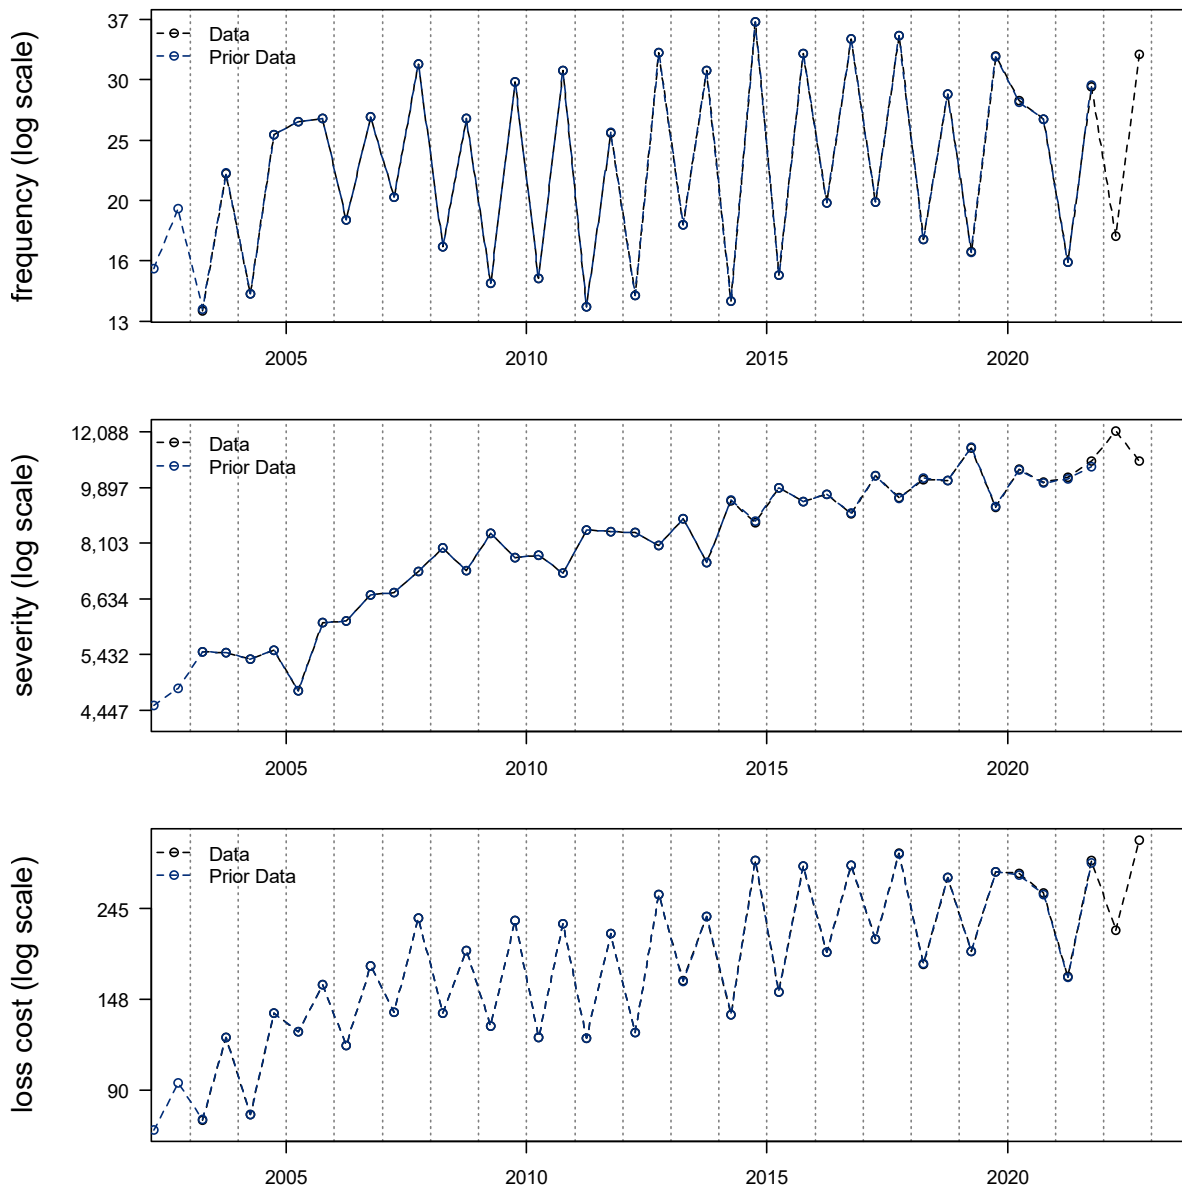 frequency (log scale)
37
30
25
20
16
13
Data
Prior Data
2005 2010 2015 2020
severity (log scale)
12,088
9,897
8,103
6,634
5,432
4,447
Data
Prior Data
2005 2010 2015 2020
loss cost (log scale)
245
148
90
Data
Prior Data
2005 2010 2015 2020